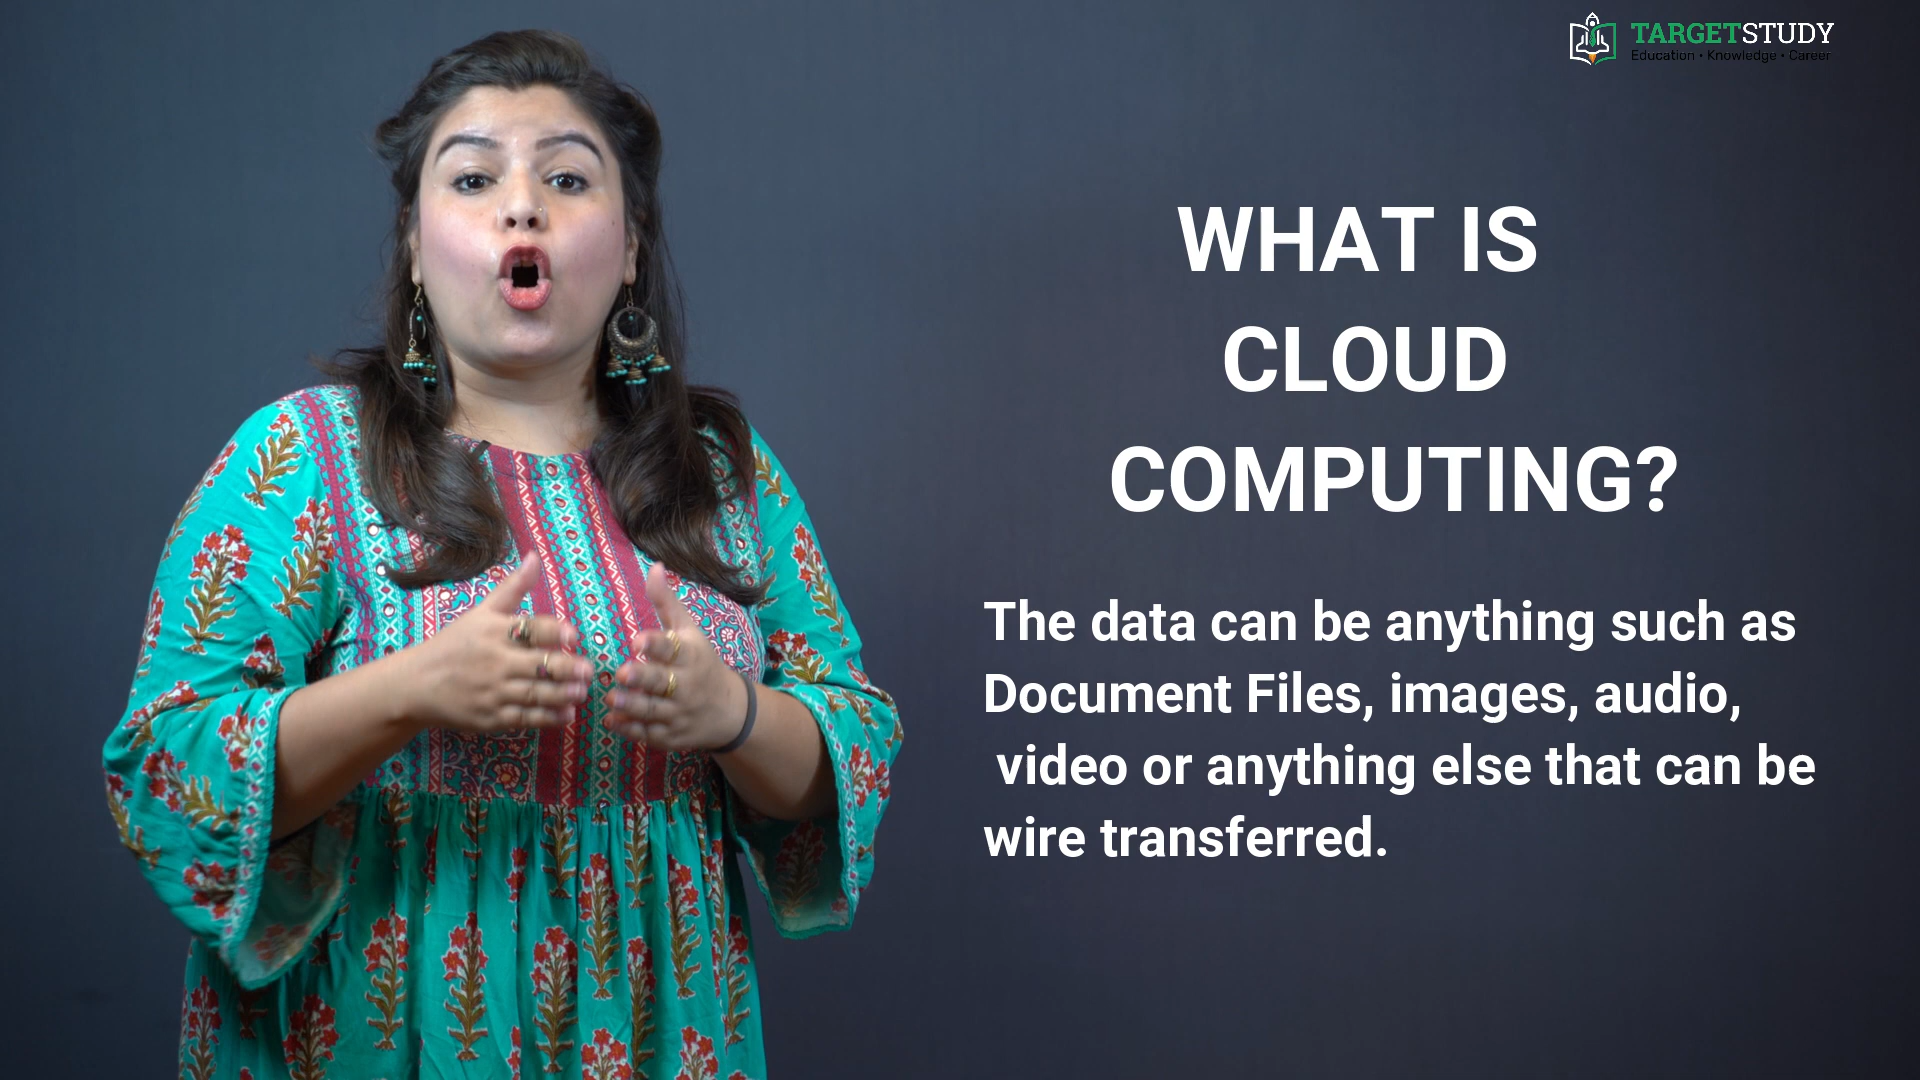 TARGETSTUDY
Education • Knowledge • Career
WHAT IS
CLOUD
COMPUTING?
The data can be anything such as
Document Files, images, audio,
video or anything else that can be
wire transferred.